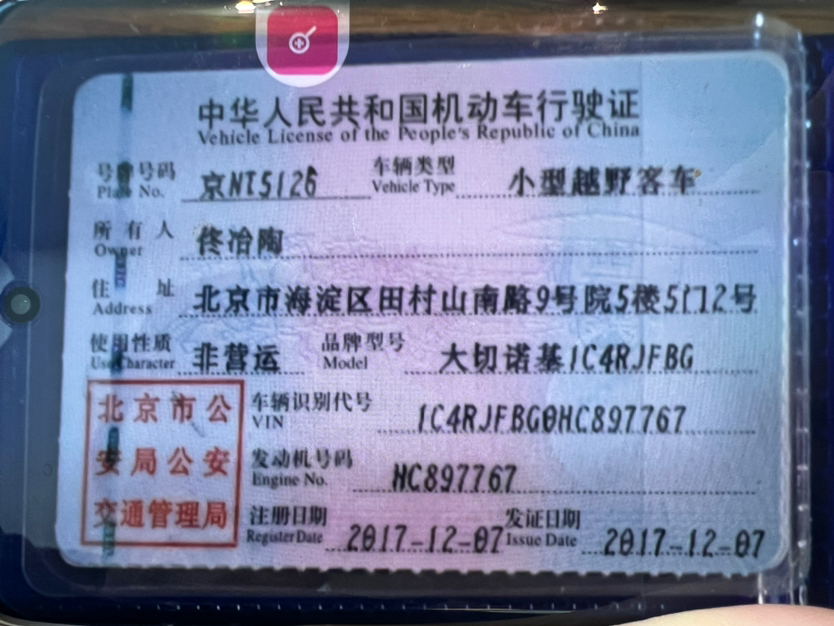 中华人民共和国机动车行驶证
Vehicle License of the People's Republic of China
号牌号码 京NT5126 车辆类型 小型越野客车
Plate No. Vehicle Type
所有人 佟冶陶
Owner
住址 北京市海淀区田村山南路9号院5楼5门12号
Address
使用性质 非营运 品牌型号 大切诺基1C4RJFBG
Use Character Model
北京市公 车辆识别代号 1C4RJFBG0HC897767
VIN
安局公安 发动机号码 HC897767
Engine No.
交通管理局 注册日期 2017-12-07 发证日期 2017-12-07
Register Date Issue Date